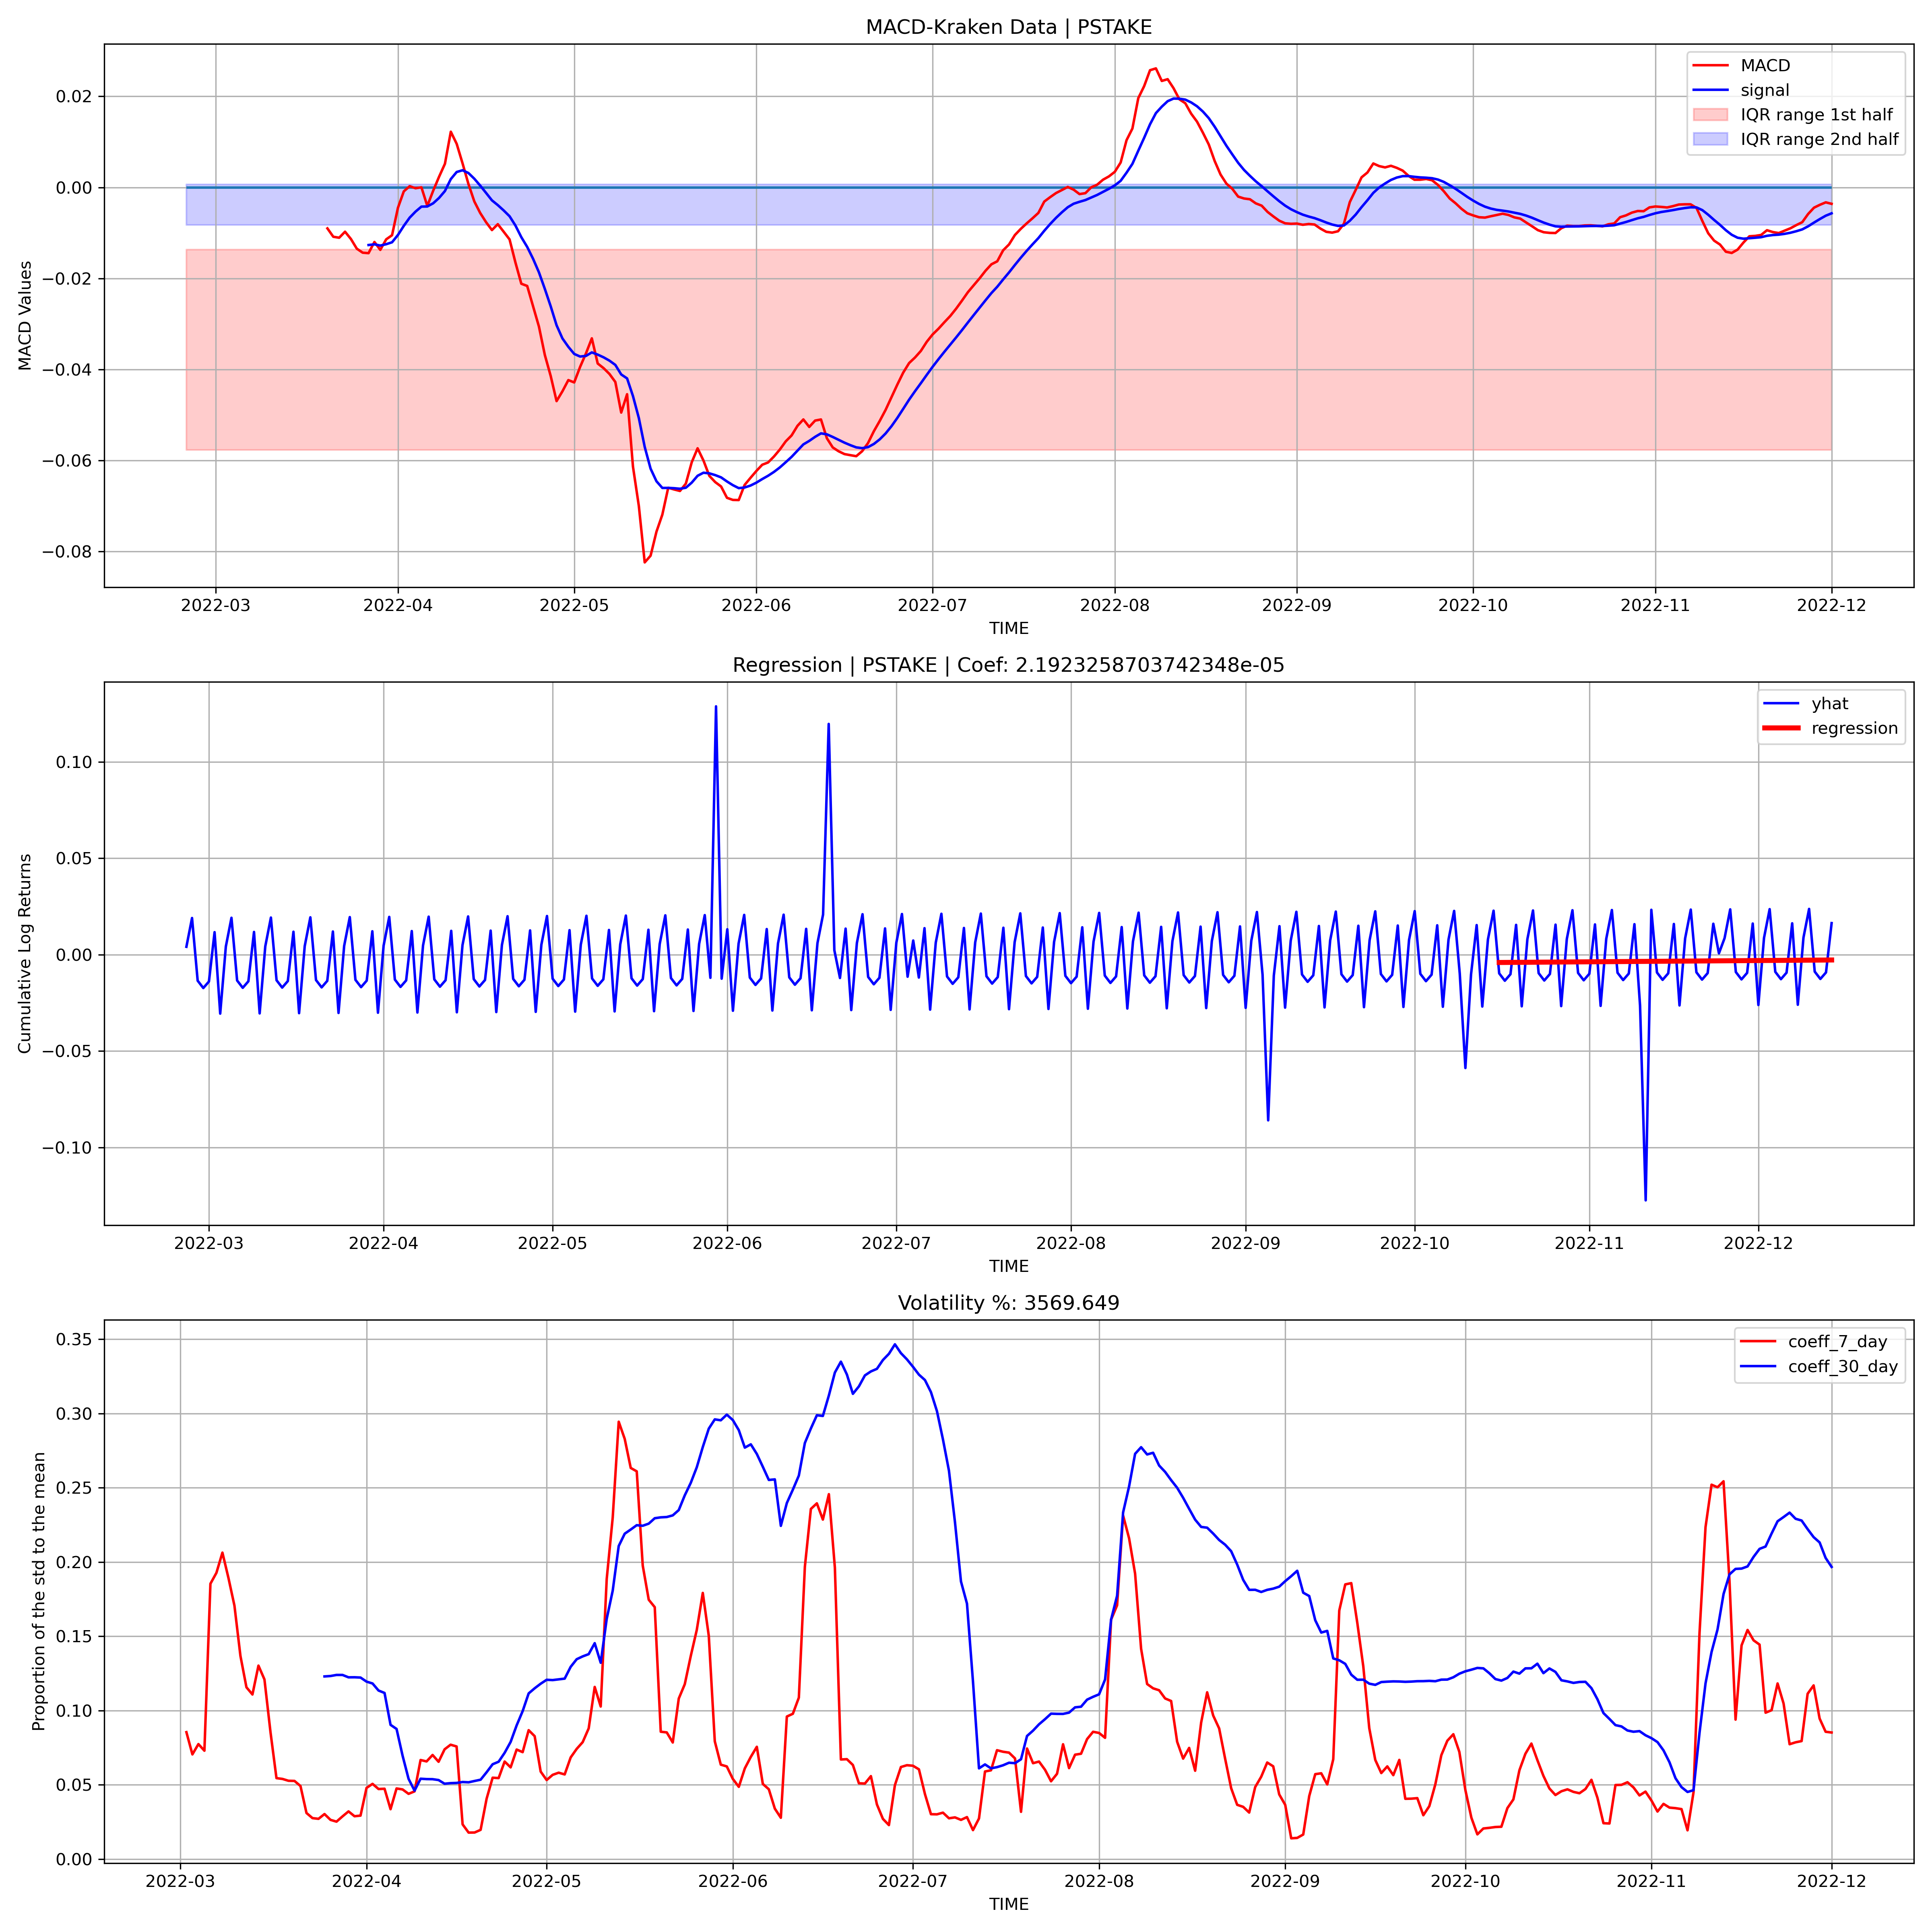 MACD-Kraken Data | PSTAKE
MACD Values
0.02
0.00
−0.02
−0.04
−0.06
−0.08
MACD
signal
IQR range 1st half
IQR range 2nd half
2022-03 2022-04 2022-05 2022-06 2022-07 2022-08 2022-09 2022-10 2022-11 2022-12
TIME
Regression | PSTAKE | Coef: 2.1923258703742348e-05
Cumulative Log Returns
0.10
0.05
0.00
−0.05
−0.10
yhat
regression
2022-03 2022-04 2022-05 2022-06 2022-07 2022-08 2022-09 2022-10 2022-11 2022-12
TIME
Volatility %: 3569.649
Proportion of the std to the mean
0.35
0.30
0.25
0.20
0.15
0.10
0.05
0.00
coeff_7_day
coeff_30_day
2022-03 2022-04 2022-05 2022-06 2022-07 2022-08 2022-09 2022-10 2022-11 2022-12
TIME